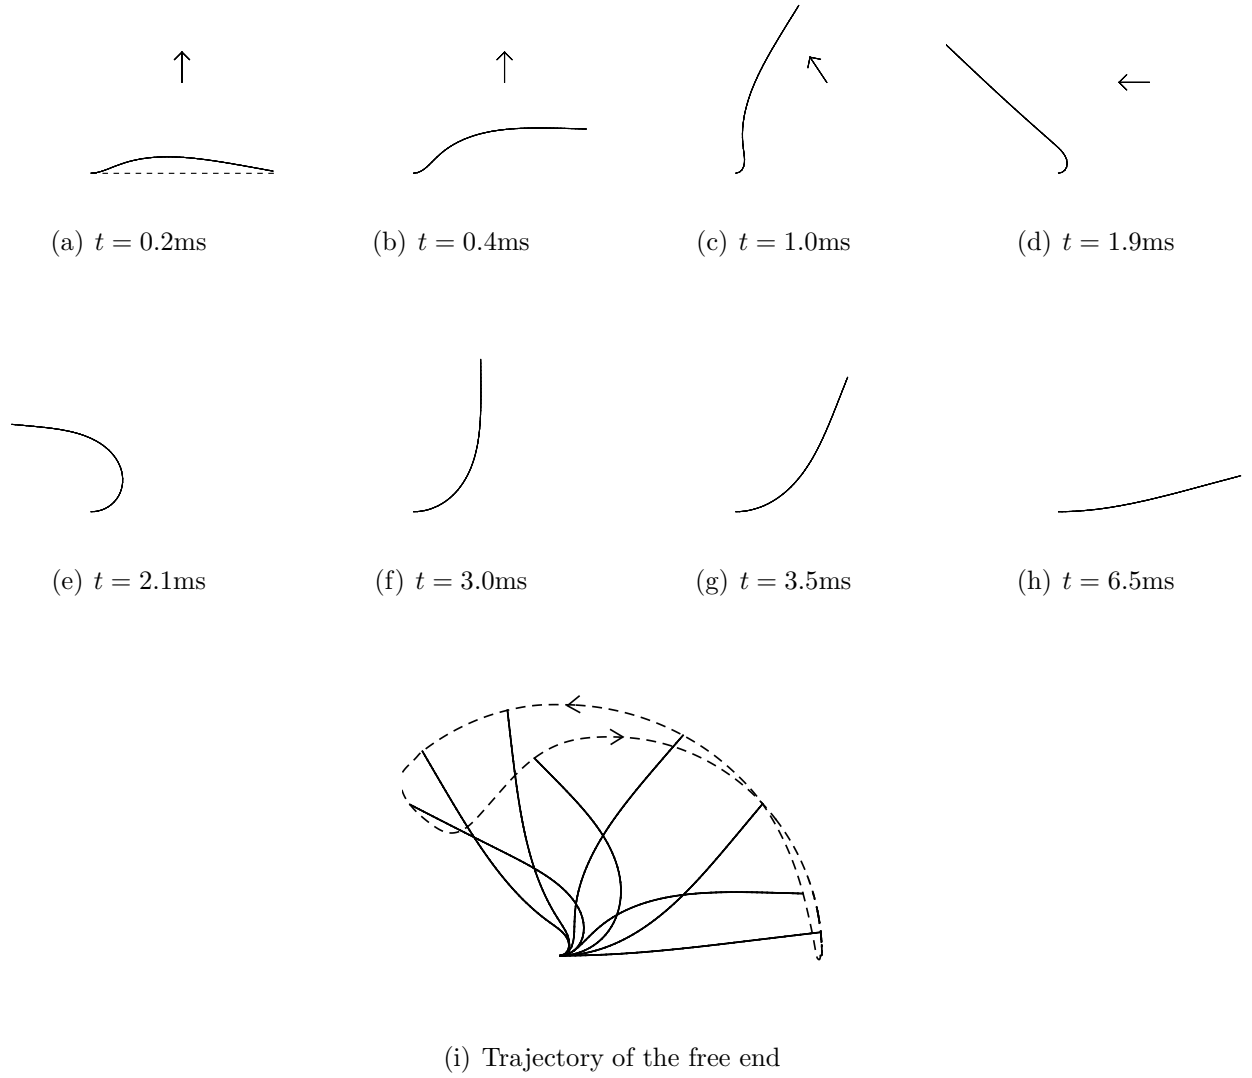 (a) t = 0.2ms
(b) t = 0.4ms
(c) t = 1.0ms
(d) t = 1.9ms
(e) t = 2.1ms
(f) t = 3.0ms
(g) t = 3.5ms
(h) t = 6.5ms
(i) Trajectory of the free end